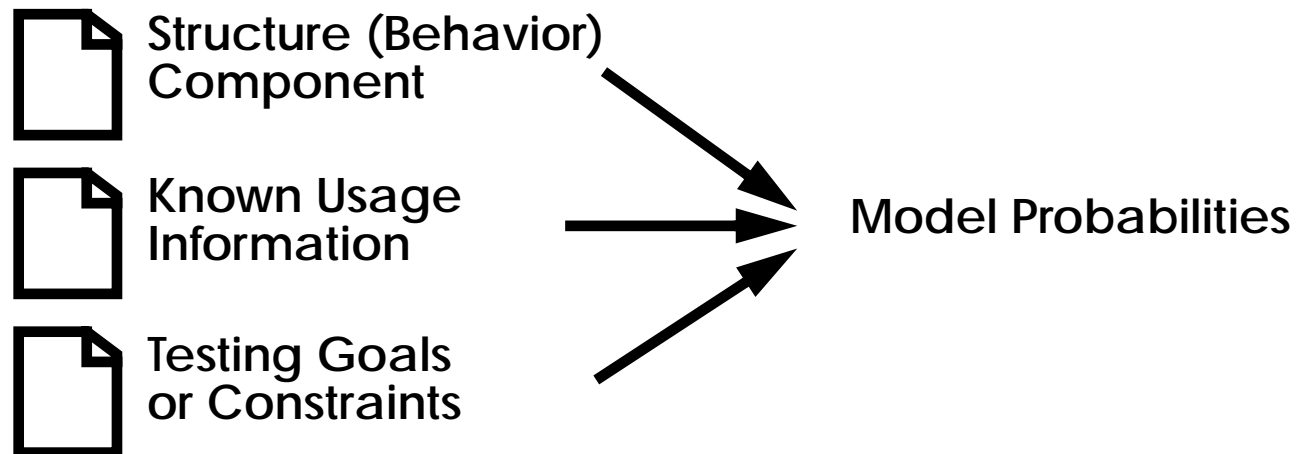 Structure (Behavior)
Component
Known Usage
Information
Model Probabilities
Testing Goals
or Constraints